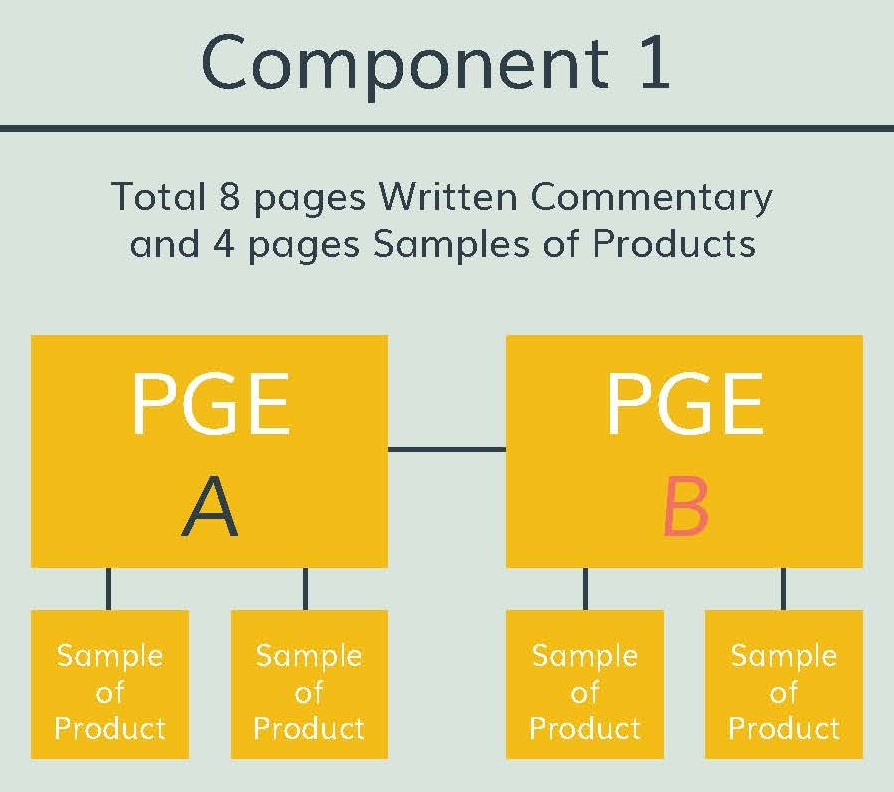 Component 1
Total 8 pages Written Commentary
and 4 pages Samples of Products
PGE
A
PGE
B
Sample
of
Product
Sample
of
Product
Sample
of
Product
Sample
of
Product